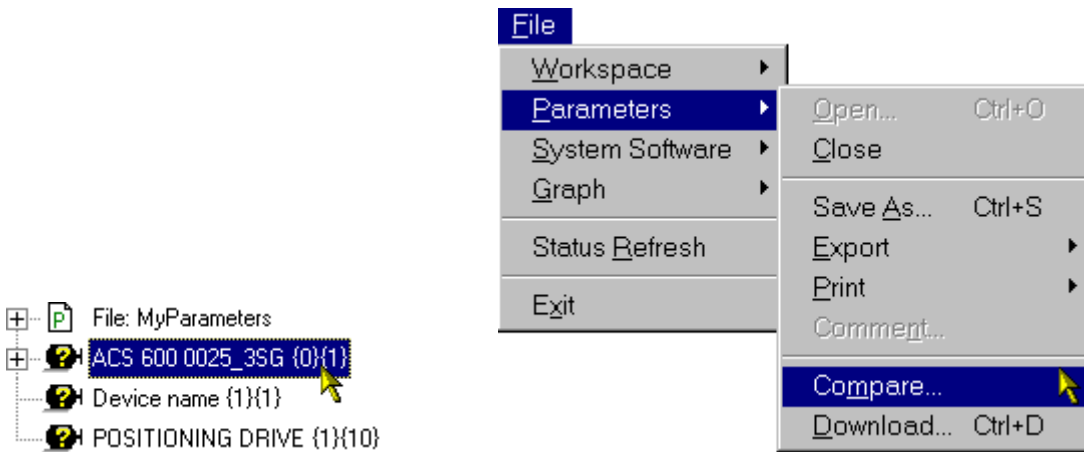 File
Workspace
Parameters
System Software
Graph
Status Refresh
Exit
Open... Ctrl+O
Close
Save As... Ctrl+S
Export
Print
Comment...
Compare...
Download... Ctrl+D
File: MyParameters
ACS 600 0025_3SG {0}{1}
Device name {1}{1}
POSITIONING DRIVE {1}{10}